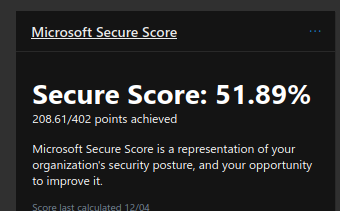 Microsoft Secure Score
Secure Score: 51.89%
208.61/402 points achieved
Microsoft Secure Score is a representation of your
organization's security posture, and your opportunity
to improve it.
Score last calculated 12/04